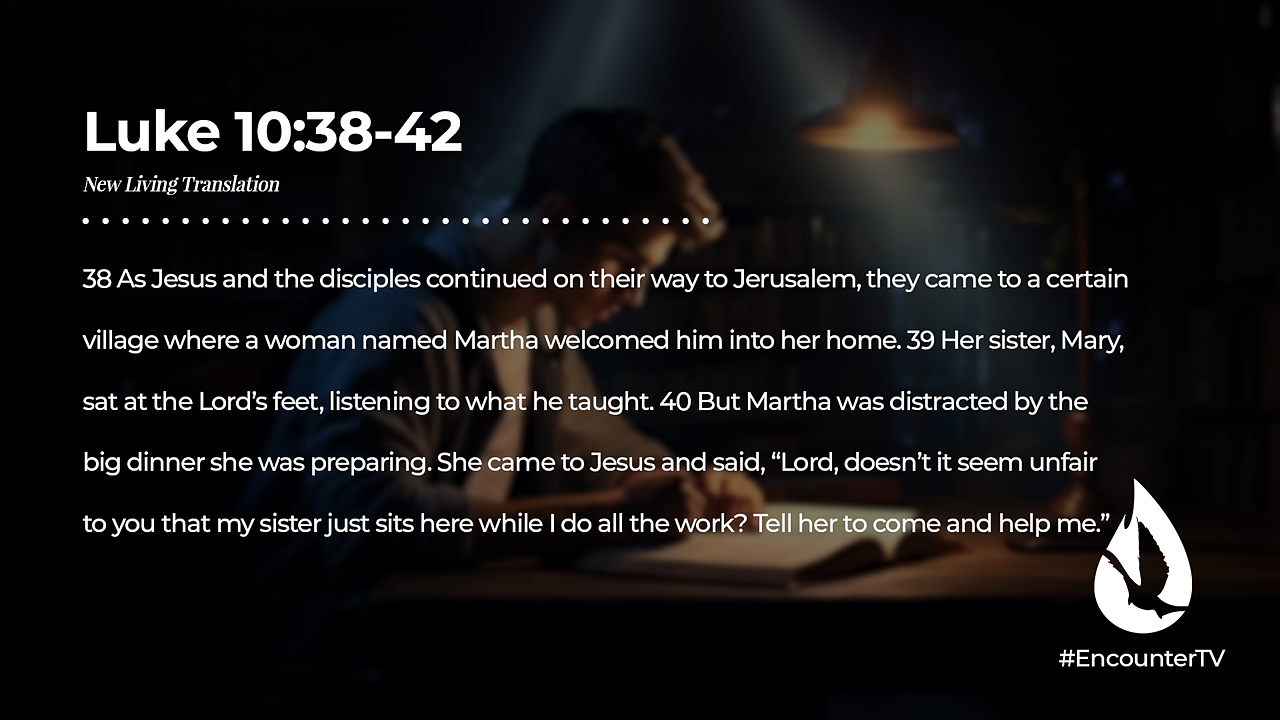 Luke 10:38-42
New Living Translation
38 As Jesus and the disciples continued on their way to Jerusalem, they came to a certain
village where a woman named Martha welcomed him into her home. 39 Her sister, Mary,
sat at the Lord’s feet, listening to what he taught. 40 But Martha was distracted by the
big dinner she was preparing. She came to Jesus and said, “Lord, doesn’t it seem unfair
to you that my sister just sits here while I do all the work? Tell her to come and help me.”
#EncounterTV